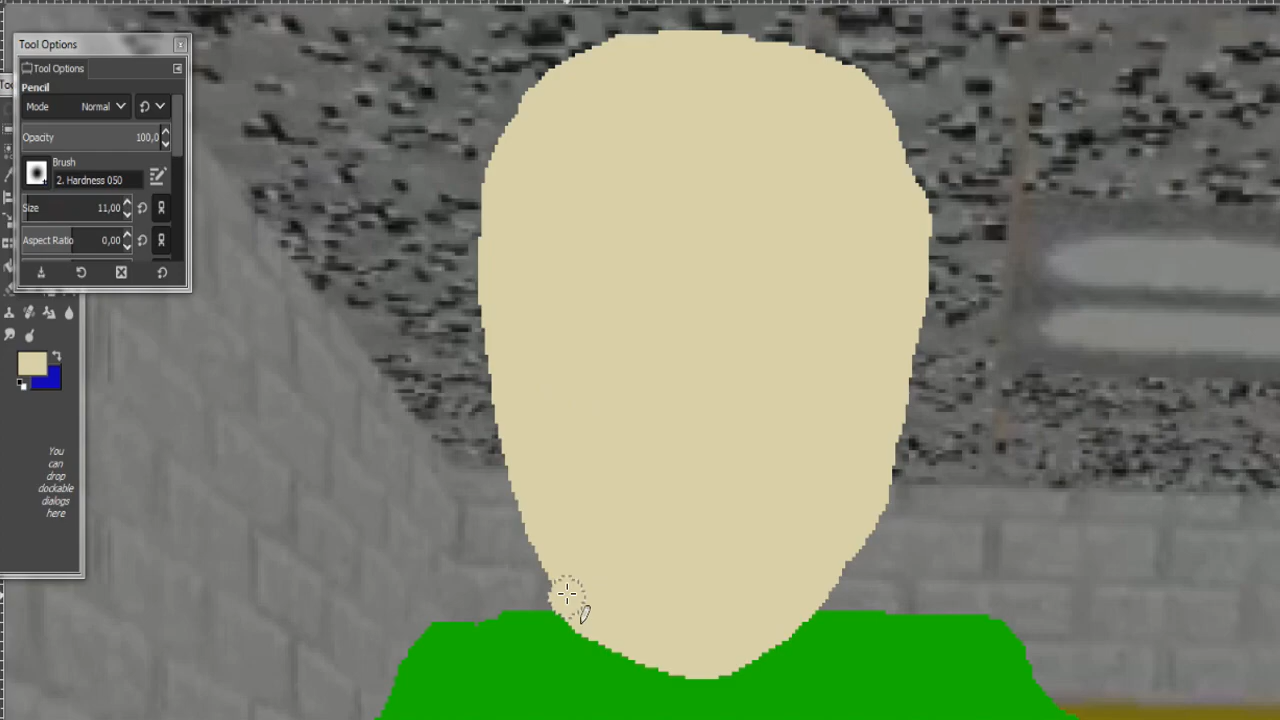 Tool Options
Tool Options
Pencil
Mode Normal
Opacity 100,0
Brush
2. Hardness 050
Size 11,00
Aspect Ratio 0,00
You
can
drop
dockable
dialogs
here